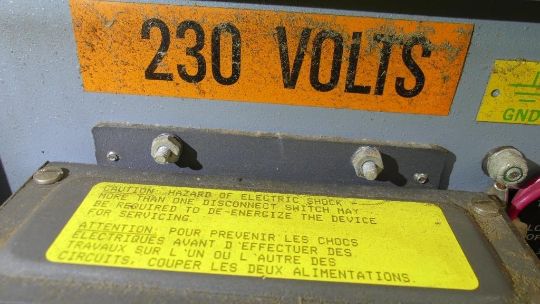 230 VOLTS
GND
CAUTION: HAZARD OF ELECTRIC SHOCK -
MORE THAN ONE DISCONNECT SWITCH MAY
BE REQUIRED TO DE-ENERGIZE THE DEVICE
FOR SERVICING.
ATTENTION: POUR PREVENIR LES CHOCS
ELECTRIQUES AVANT D'EFFECTUER DES
TRAVAUX SUR L'UN OU L'AUTRE DES
CIRCUITS, COUPER LES DEUX ALIMENTATIONS.